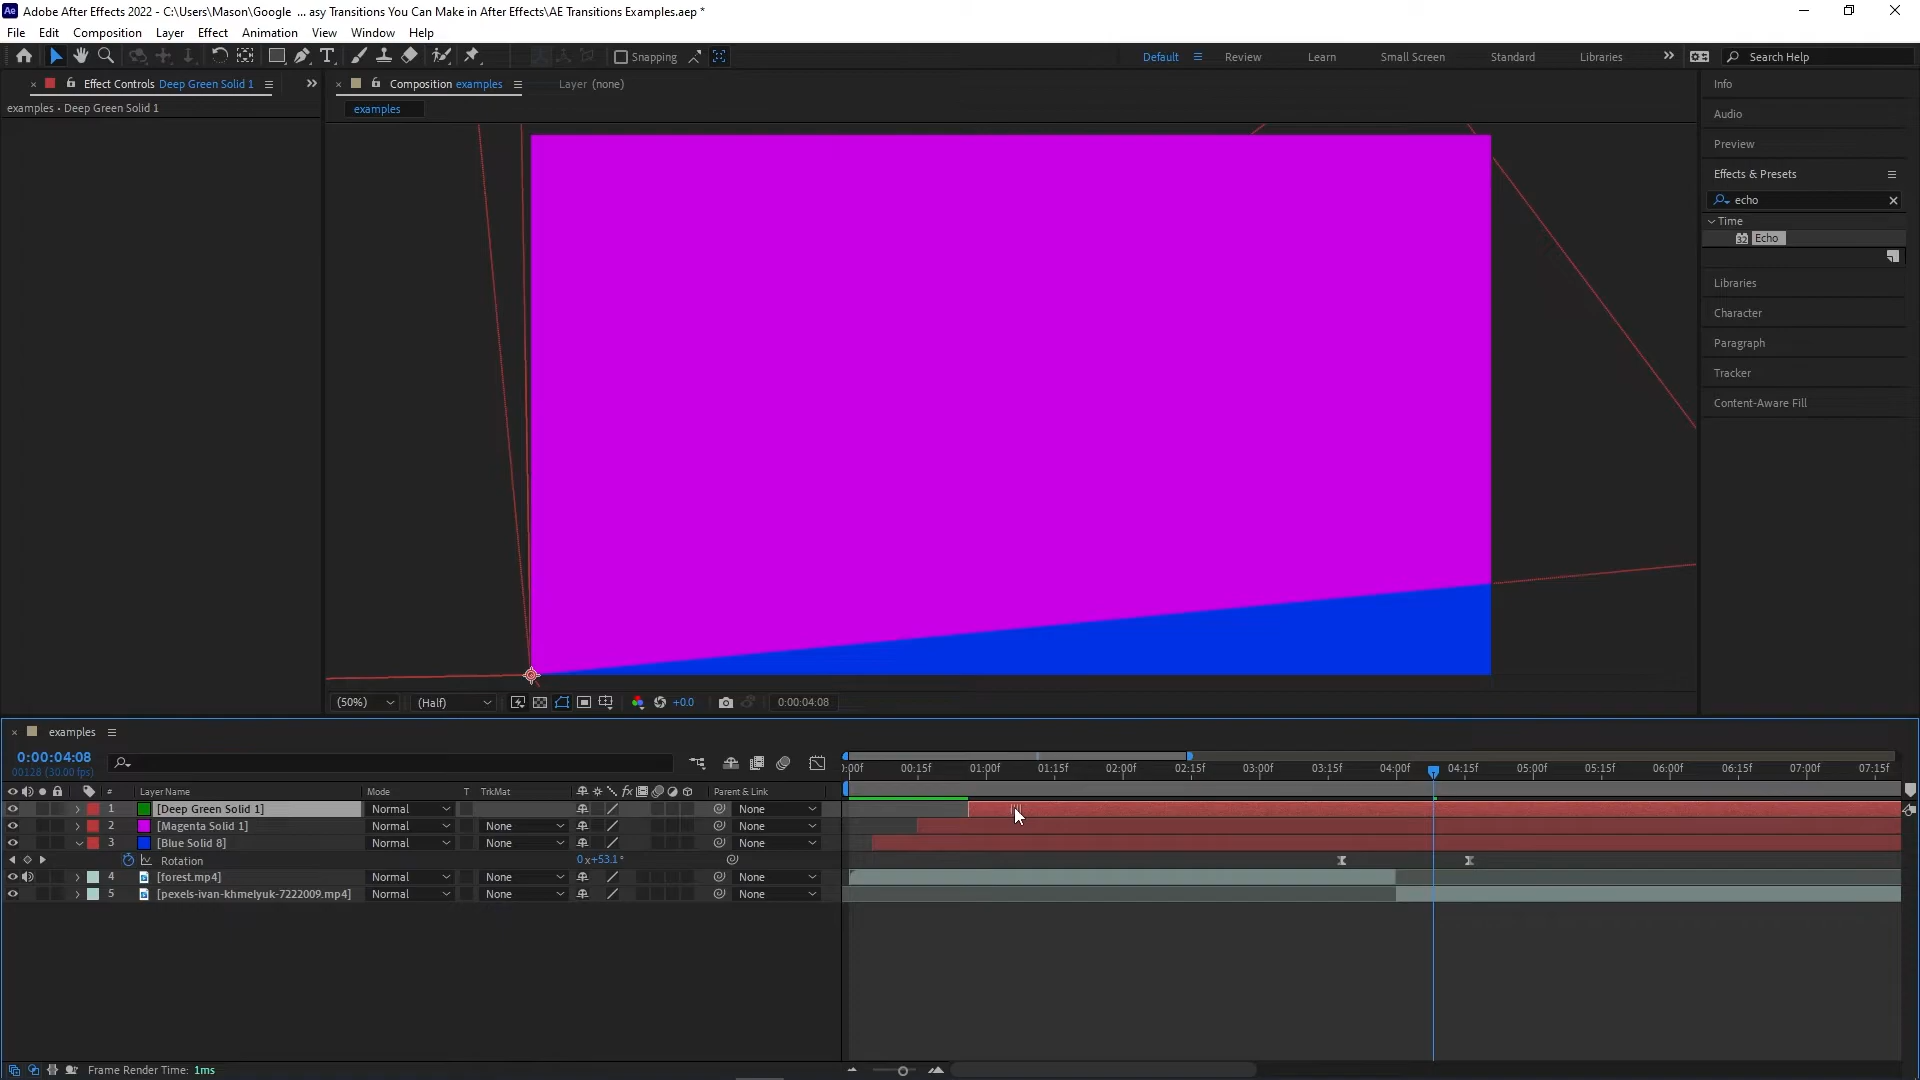 Ae Adobe After Effects 2022 - C:\Users\Mason\Google ... asy Transitions You Can Make in After Effects\AE Transitions Examples.aep *
File Edit Composition Layer Effect Animation View Window Help
T Snapping Default Review Learn Small Screen Standard Libraries Search Help
Effect Controls Deep Green Solid 1
examples • Deep Green Solid 1
Composition examples Layer (none)
examples
Info
Audio
Preview
Effects & Presets
echo
Time
32 Echo
Libraries
Character
Paragraph
Tracker
Content-Aware Fill
(50%) (Half) +0.0 0:00:04:08
examples
0:00:04:08
00128 (30.00 fps)
):00f 00:15f 01:00f 01:15f 02:00f 02:15f 03:00f 03:15f 04:00f 04:15f 05:00f 05:15f 06:00f 06:15f 07:00f 07:15f
# Layer Name Mode T TrkMat fx Parent & Link
1 [Deep Green Solid 1] Normal None
2 [Magenta Solid 1] Normal None None
3 [Blue Solid 8] Normal None None
Rotation 0x+53.1°
4 [forest.mp4] Normal None None
5 [pexels-ivan-khmelyuk-7222009.mp4] Normal None None
Frame Render Time: 1ms